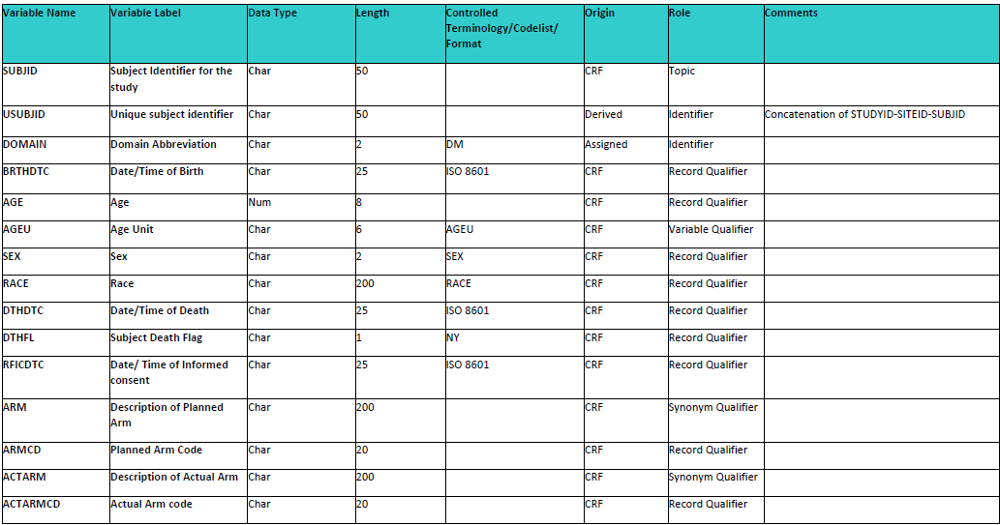 Variable Name Variable Label Data Type Length Controlled Terminology/Codelist/ Format Origin Role Comments
SUBJID Subject Identifier for the study Char 50 CRF Topic
USUBJID Unique subject identifier Char 50 Derived Identifier Concatenation of STUDYID-SITEID-SUBJID
DOMAIN Domain Abbreviation Char 2 DM Assigned Identifier
BRTHDTC Date/Time of Birth Char 25 ISO 8601 CRF Record Qualifier
AGE Age Num 8 CRF Record Qualifier
AGEU Age Unit Char 6 AGEU CRF Variable Qualifier
SEX Sex Char 2 SEX CRF Record Qualifier
RACE Race Char 200 RACE CRF Record Qualifier
DTHDTC Date/Time of Death Char 25 ISO 8601 CRF Record Qualifier
DTHFL Subject Death Flag Char 1 NY CRF Record Qualifier
RFICDTC Date/ Time of Informed consent Char 25 ISO 8601 CRF Record Qualifier
ARM Description of Planned Arm Char 200 CRF Synonym Qualifier
ARMCD Planned Arm Code Char 20 CRF Record Qualifier
ACTARM Description of Actual Arm Char 200 CRF Synonym Qualifier
ACTARMCD Actual Arm code Char 20 CRF Record Qualifier